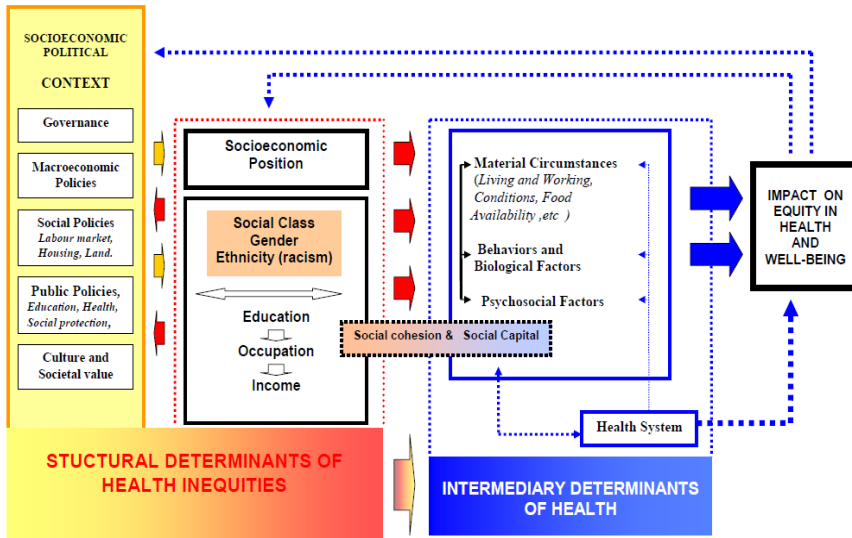 SOCIOECONOMIC
POLITICAL
CONTEXT
Governance
Macroeconomic
Policies
Social Policies
Labour market,
Housing, Land.
Public Policies,
Education, Health,
Social protection,
Culture and
Societal value
Socioeconomic
Position
Social Class
Gender
Ethnicity (racism)
Education
Occupation
Income
Social cohesion & Social Capital
Material Circumstances
(Living and Working,
Conditions, Food
Availability ,etc )
Behaviors and
Biological Factors
Psychosocial Factors
Health System
IMPACT ON
EQUITY IN
HEALTH
AND
WELL-BEING
STUCTURAL DETERMINANTS OF
HEALTH INEQUITIES
INTERMEDIARY DETERMINANTS
OF HEALTH